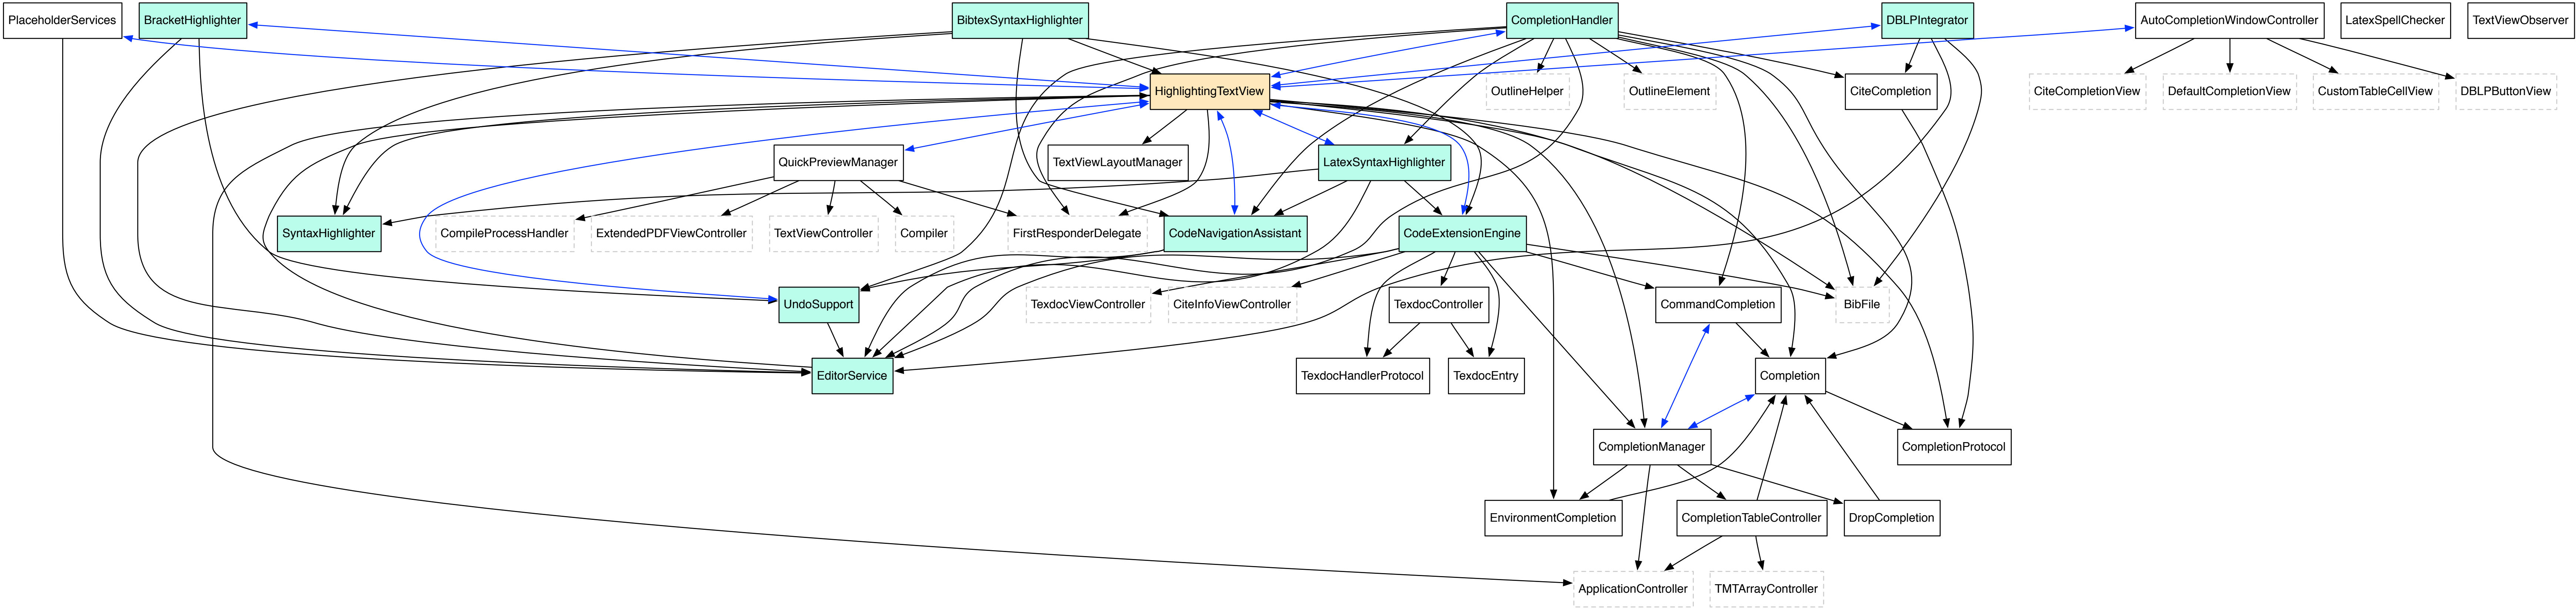 PlaceholderServices
BracketHighlighter
BibtexSyntaxHighlighter
CompletionHandler
DBLPIntegrator
AutoCompletionWindowController
LatexSpellChecker
TextViewObserver
HighlightingTextView
OutlineHelper
OutlineElement
CiteCompletion
CiteCompletionView
DefaultCompletionView
CustomTableCellView
DBLPButtonView
QuickPreviewManager
TextViewLayoutManager
LatexSyntaxHighlighter
SyntaxHighlighter
CompileProcessHandler
ExtendedPDFViewController
TextViewController
Compiler
FirstResponderDelegate
CodeNavigationAssistant
CodeExtensionEngine
UndoSupport
TexdocViewController
CiteInfoViewController
TexdocController
CommandCompletion
BibFile
EditorService
TexdocHandlerProtocol
TexdocEntry
Completion
CompletionManager
CompletionProtocol
EnvironmentCompletion
CompletionTableController
DropCompletion
ApplicationController
TMTArrayController